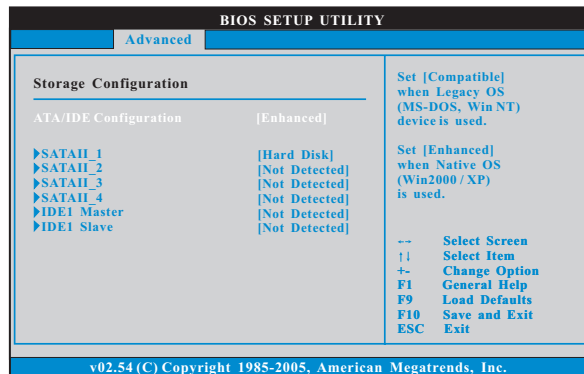 BIOS SETUP UTILITY
Advanced
Storage Configuration
ATA/IDE Configuration [Enhanced]
SATAII_1 [Hard Disk]
SATAII_2 [Not Detected]
SATAII_3 [Not Detected]
SATAII_4 [Not Detected]
IDE1 Master [Not Detected]
IDE1 Slave [Not Detected]
Set [Compatible]
when Legacy OS
(MS-DOS, Win NT)
device is used.
Set [Enhanced]
when Native OS
(Win2000 / XP)
is used.
↔ Select Screen
↑↓ Select Item
+- Change Option
F1 General Help
F9 Load Defaults
F10 Save and Exit
ESC Exit
v02.54 (C) Copyright 1985-2005, American Megatrends, Inc.